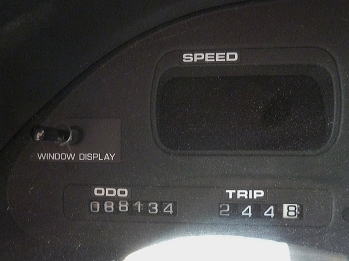 SPEED
WINDOW DISPLAY
ODO TRIP
088134 2448